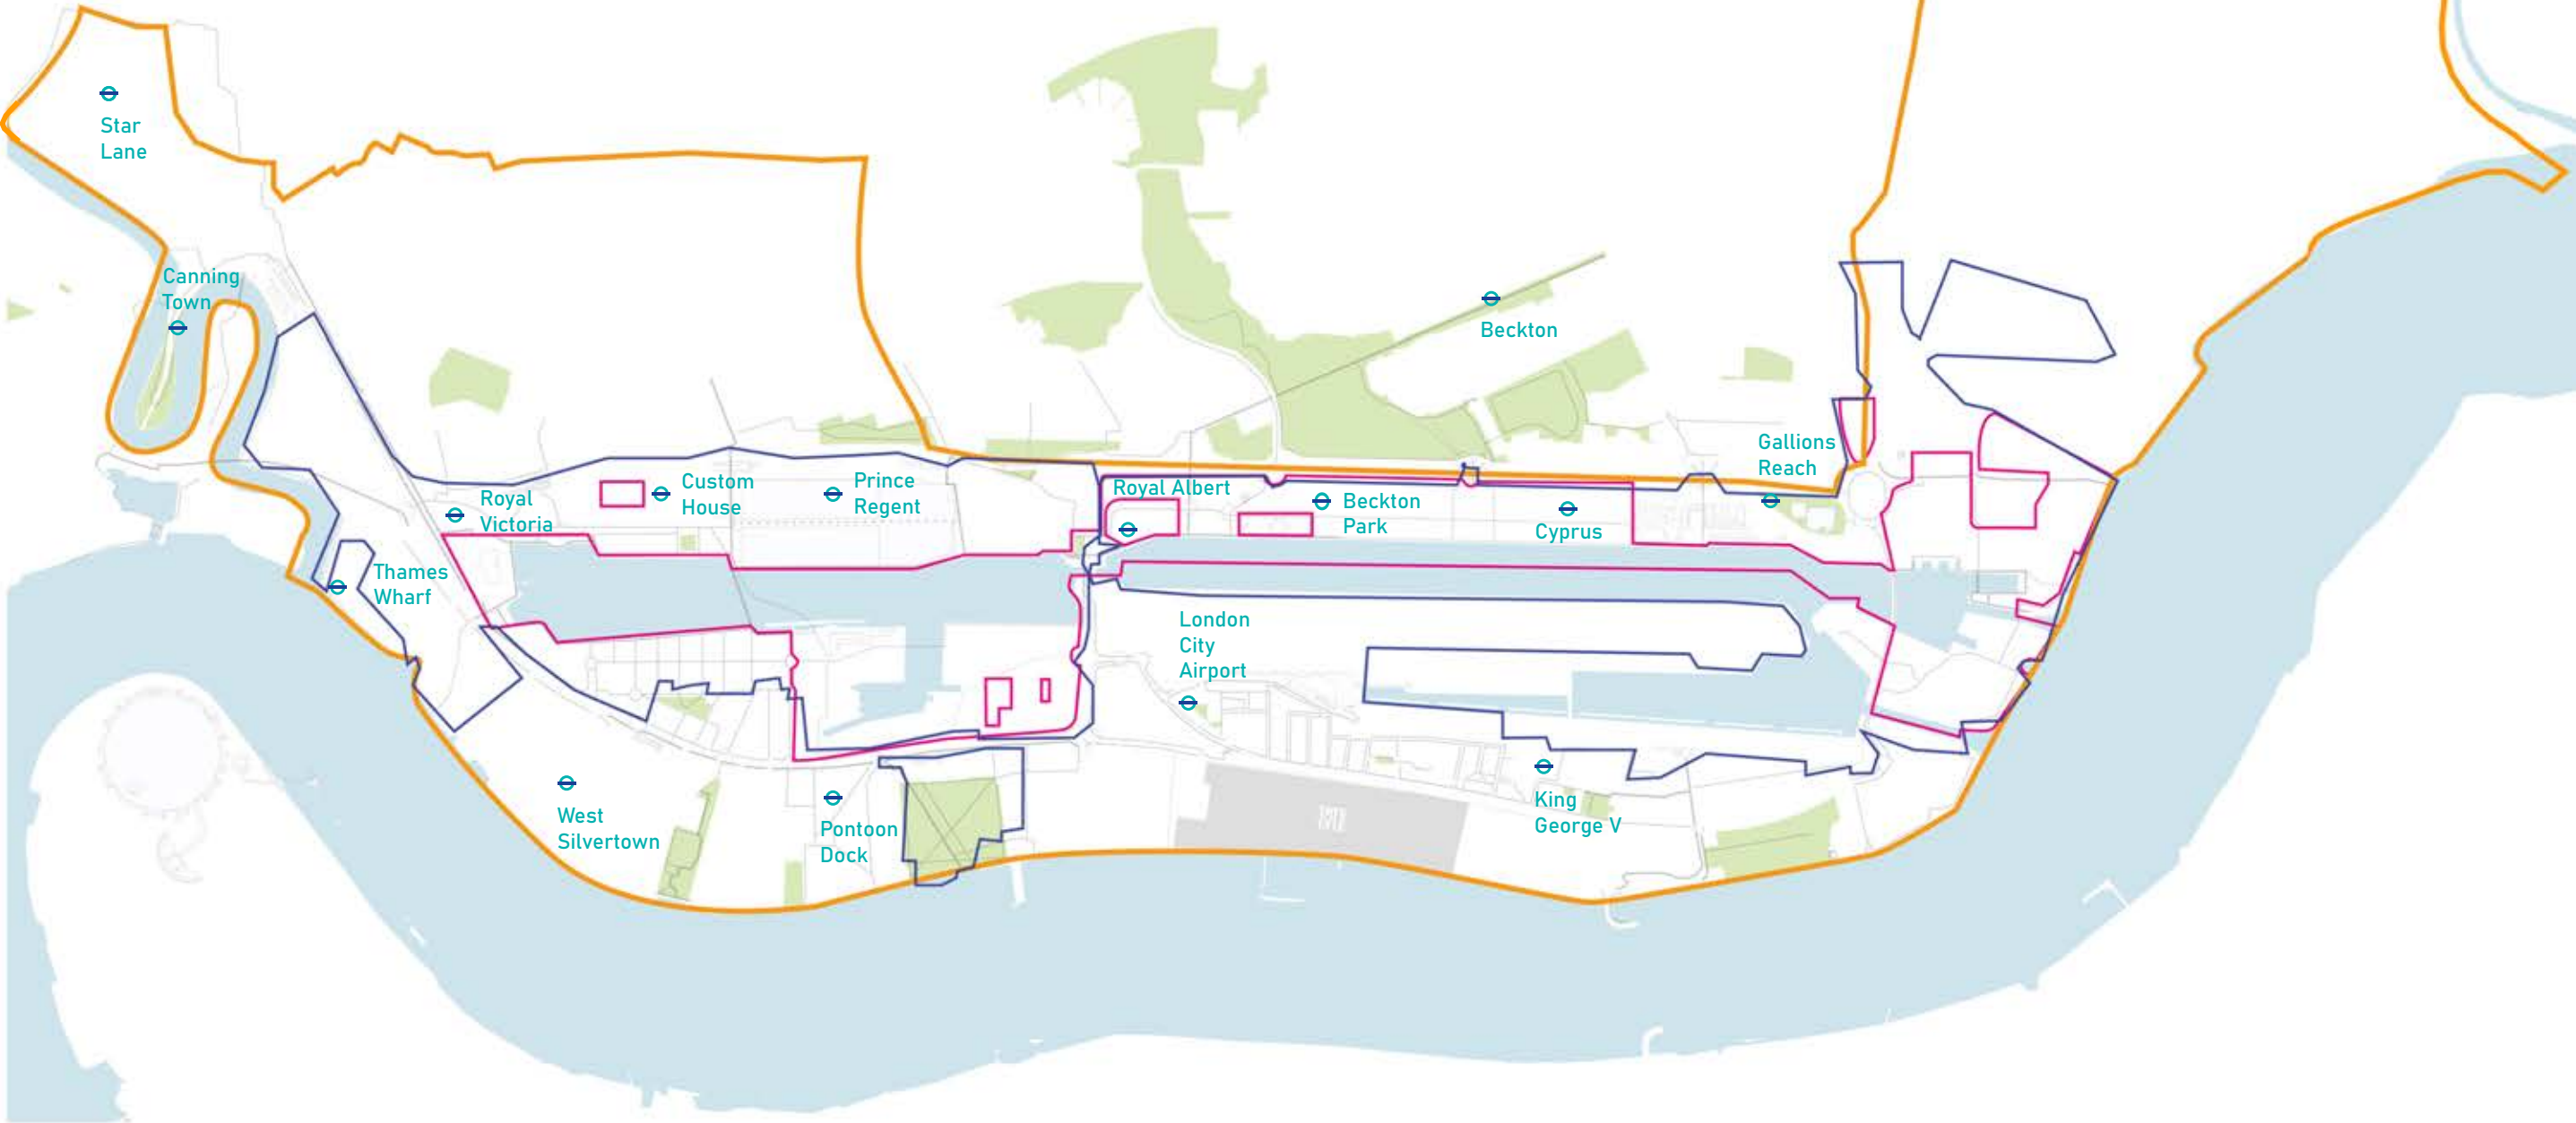 Star
Lane
Canning
Town
Beckton
Gallions
Reach
Royal
Victoria
Custom
House
Prince
Regent
Royal Albert
Beckton
Park
Cyprus
Thames
Wharf
London
City
Airport
West
Silvertown
Pontoon
Dock
King
George V